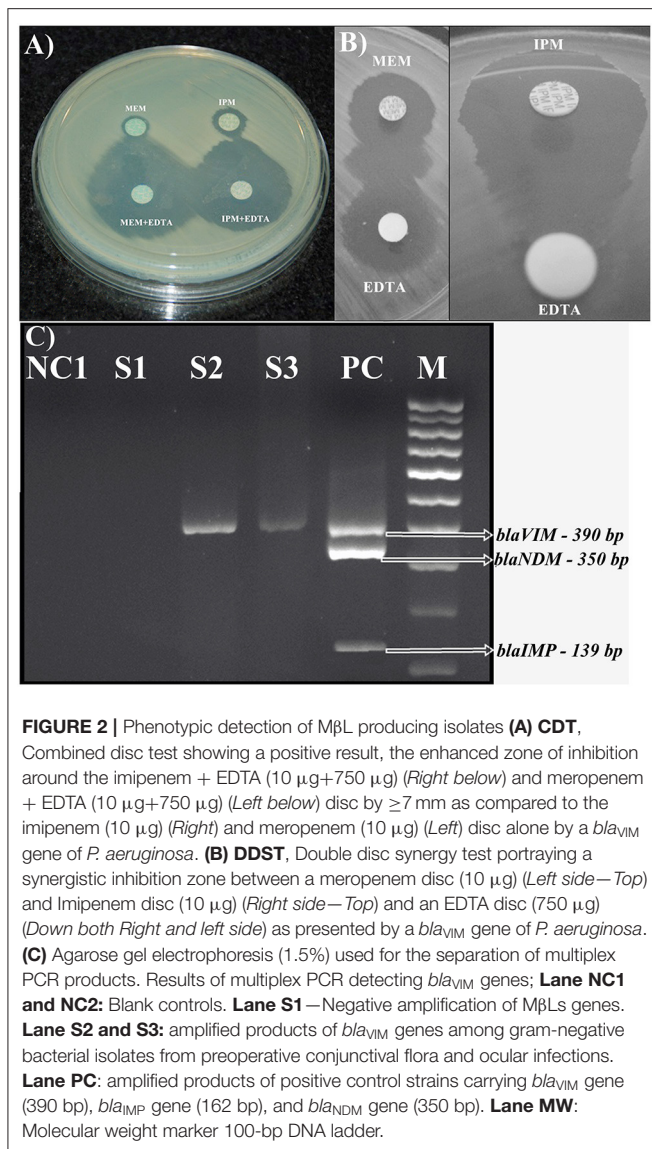 A)
MEM
IPM
MEM+EDTA
IPM+EDTA
B)
MEM
EDTA
IPM
IPM
EDTA
C)
NC1 S1 S2 S3 PC M
blaVIM - 390 bp
blaNDM - 350 bp
blaIMP - 139 bp
FIGURE 2 | Phenotypic detection of MβL producing isolates (A) CDT,
Combined disc test showing a positive result, the enhanced zone of inhibition
around the imipenem + EDTA (10 μg+750 μg) (Right below) and meropenem
+ EDTA (10 μg+750 μg) (Left below) disc by ≥7 mm as compared to the
imipenem (10 μg) (Right) and meropenem (10 μg) (Left) disc alone by a blaVIM
gene of P. aeruginosa. (B) DDST, Double disc synergy test portraying a
synergistic inhibition zone between a meropenem disc (10 μg) (Left side—Top)
and Imipenem disc (10 μg) (Right side—Top) and an EDTA disc (750 μg)
(Down both Right and left side) as presented by a blaVIM gene of P. aeruginosa.
(C) Agarose gel electrophoresis (1.5%) used for the separation of multiplex
PCR products. Results of multiplex PCR detecting blaVIM genes; Lane NC1
and NC2: Blank controls. Lane S1—Negative amplification of MβLs genes.
Lane S2 and S3: amplified products of blaVIM genes among gram-negative
bacterial isolates from preoperative conjunctival flora and ocular infections.
Lane PC: amplified products of positive control strains carrying blaVIM gene
(390 bp), blaIMP gene (162 bp), and blaNDM gene (350 bp). Lane MW:
Molecular weight marker 100-bp DNA ladder.